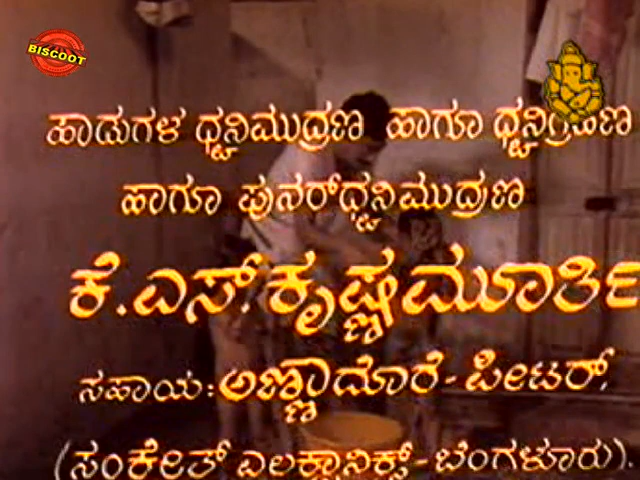 BISCOOT
ಹಾಡುಗಳ ಧ್ವನಿಮುದ್ರಣ ಹಾಗೂ ಧ್ವನಿಗ್ರಹಣ
ಹಾಗೂ ಪುನರ್ಧ್ವನಿಮುದ್ರಣ
ಕೆ.ಎಸ್.ಕೃಷ್ಣಮೂರ್ತಿ
ಸಹಾಯ: ಅಣ್ಣಾದೊರೆ - ಪೀಟರ್,
(ಸಂಕೇತ್ ಎಲಕ್ಟ್ರಾನಿಕ್ಸ್ - ಬೆಂಗಳೂರು).